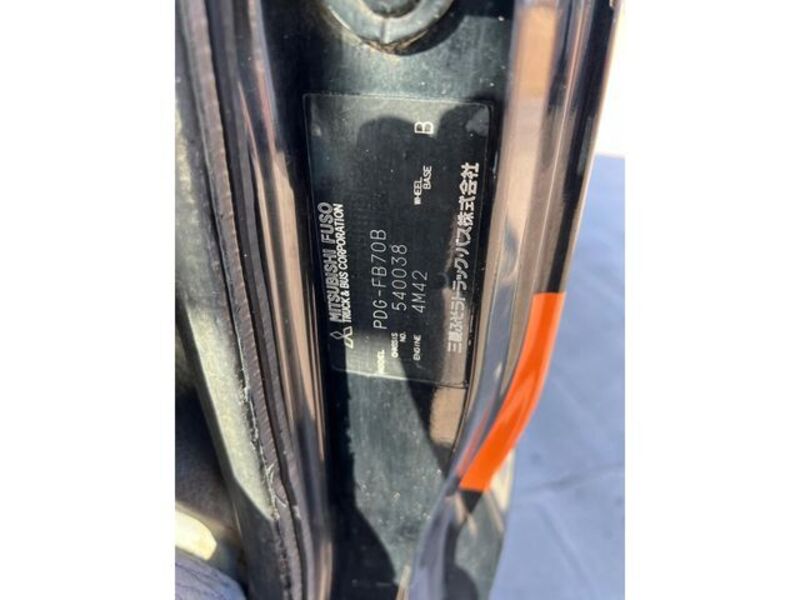 MITSUBISHI FUSO
TRUCK & BUS CORPORATION
MODEL PDG-FB70B
CHASSIS NO. 540038
ENGINE 4M42 WHEEL BASE B
三菱ふそうトラック・バス株式会社